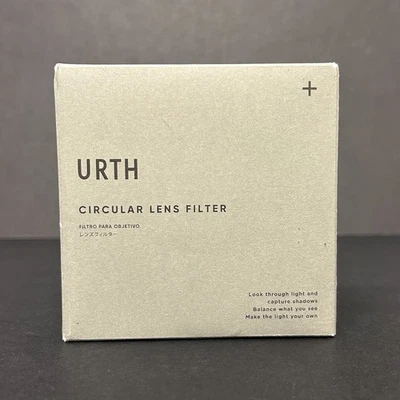 +
URTH
CIRCULAR LENS FILTER
FILTRO PARA OBJETIVO
レンズフィルター
Look through light and
capture shadows
Balance what you see
Make the light your own